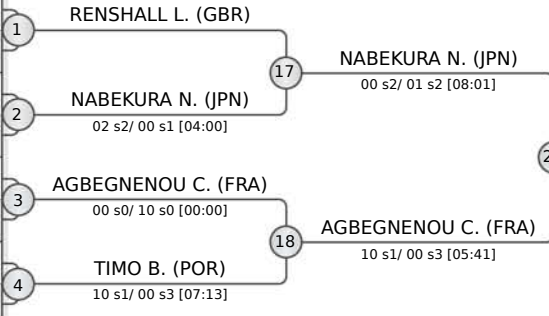 RENSHALL L. (GBR)
1
17
NABEKURA N. (JPN)
00 s2/ 01 s2 [08:01]
NABEKURA N. (JPN)
2
02 s2/ 00 s1 [04:00]
AGBEGNENOU C. (FRA)
3
00 s0/ 10 s0 [00:00]
18
AGBEGNENOU C. (FRA)
10 s1/ 00 s3 [05:41]
TIMO B. (POR)
4
10 s1/ 00 s3 [07:13]